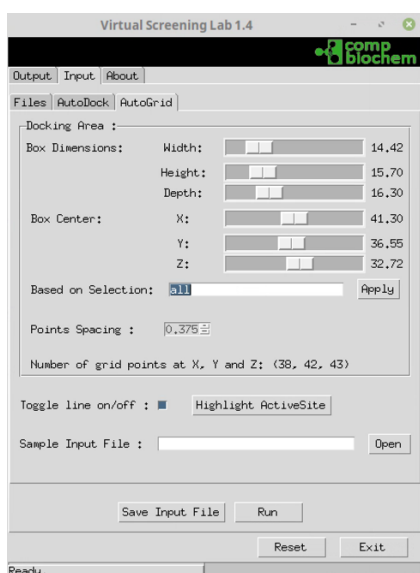 Virtual Screening Lab 1.4
comp
biochem
Output Input About
Files AutoDock AutoGrid
Docking Area :
Box Dimensions: Width: 14.42
Height: 15.70
Depth: 16.30
Box Center: X: 41.30
Y: 36.55
Z: 32.72
Based on Selection: all Apply
Points Spacing : 0.375
Number of grid points at X, Y and Z: (38, 42, 43)
Toggle line on/off : Highlight ActiveSite
Sample Input File : Open
Save Input File Run
Reset Exit
Ready